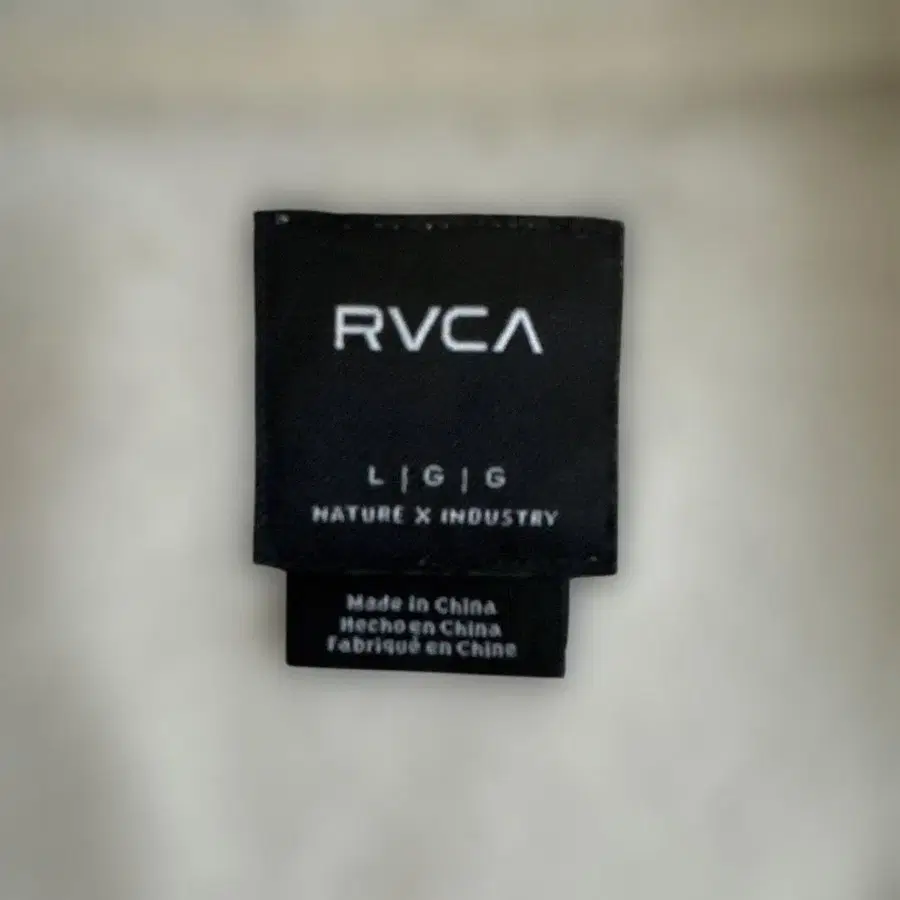 RVCA
L | G | G
NATURE X INDUSTRY
Made in China
Hecho en China
Fabriqué en Chine